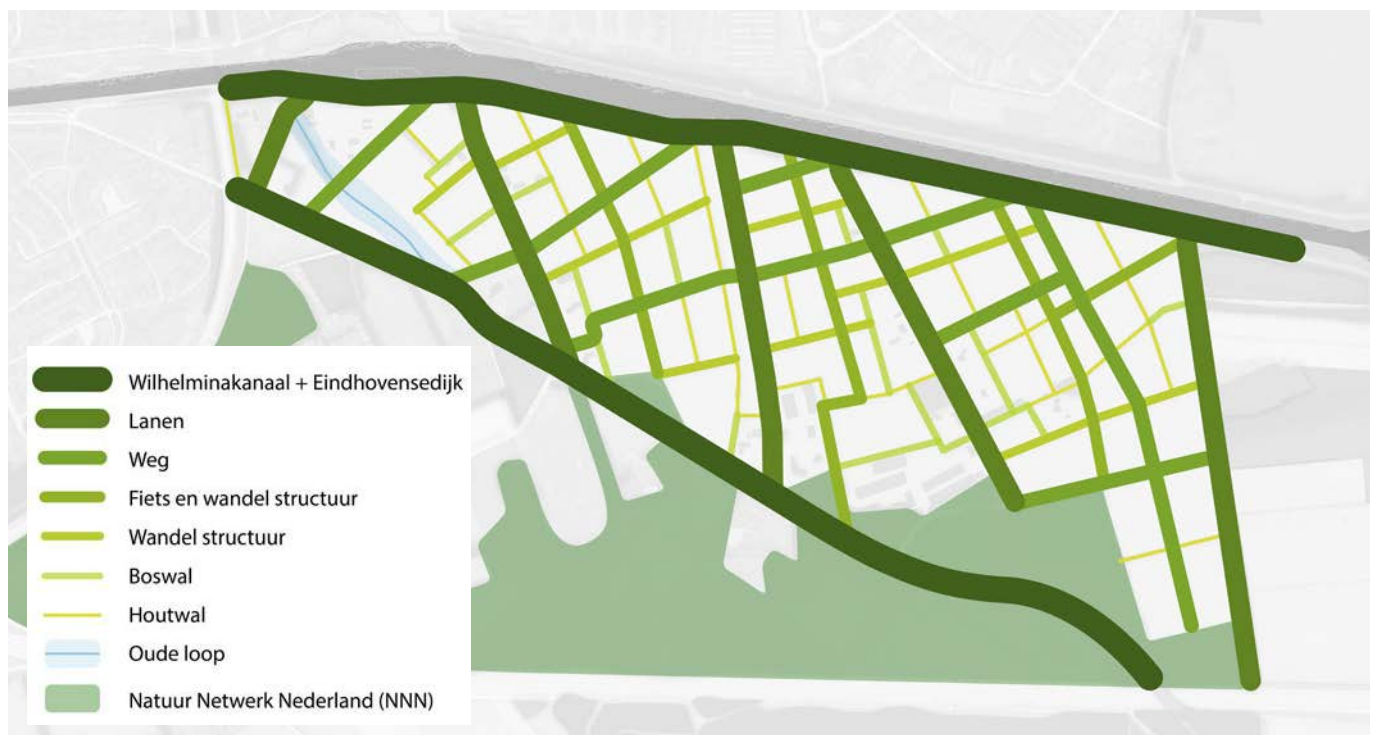 Wilhelminakanaal + Eindhovensedijk
Lanen
Weg
Fiets en wandel structuur
Wandel structuur
Boswal
Houtwal
Oude loop
Natuur Netwerk Nederland (NNN)